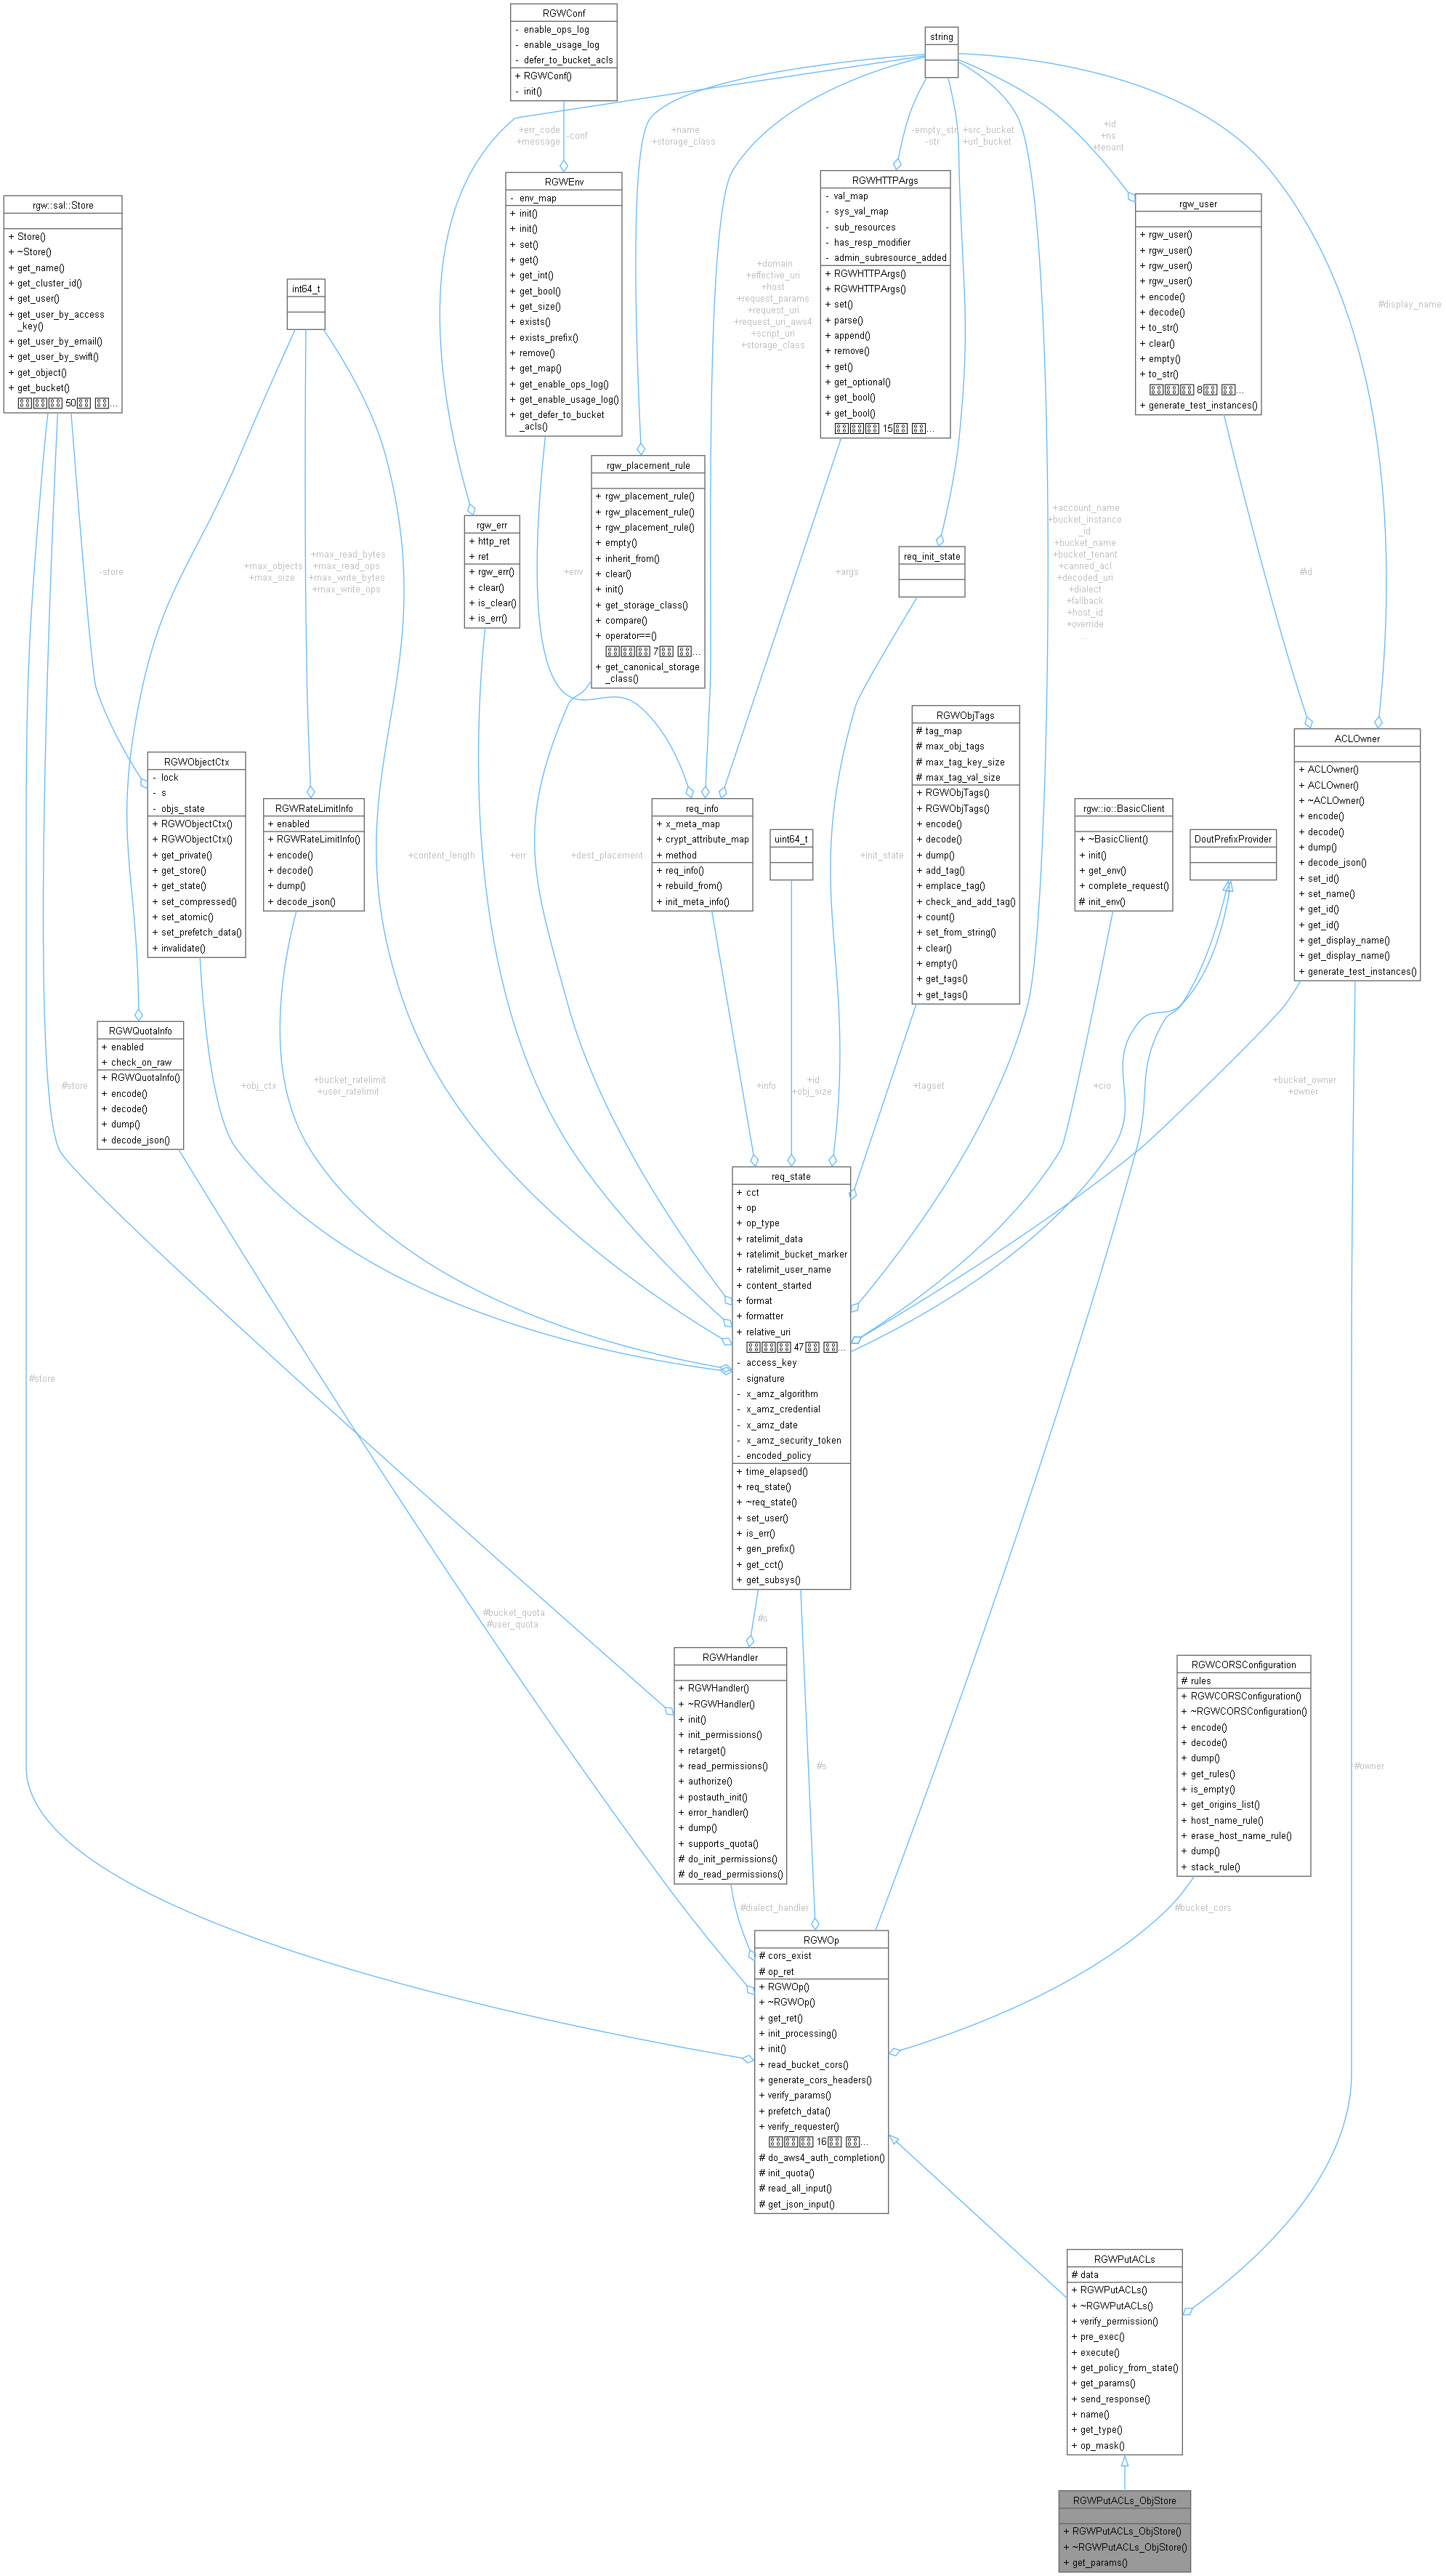 RGWConf
- enable_ops_log
- enable_usage_log
- defer_to_bucket_acls
+ RGWConf()
- init()
string
+err_code
+message
-conf
+name
+storage_class
-empty_str
-str
+src_bucket
+url_bucket
+id
+ns
+tenant
rgw::sal::Store
+ Store()
+ ~Store()
+ get_name()
+ get_cluster_id()
+ get_user()
+ get_user_by_access
_key()
+ get_user_by_email()
+ get_user_by_swift()
+ get_object()
+ get_bucket()
50
...
int64_t
RGWEnv
- env_map
+ init()
+ init()
+ set()
+ get()
+ get_int()
+ get_bool()
+ get_size()
+ exists()
+ exists_prefix()
+ remove()
+ get_map()
+ get_enable_ops_log()
+ get_enable_usage_log()
+ get_defer_to_bucket
_acls()
+domain
+effective_uri
+host
+request_params
+request_uri
+request_uri_aws4
+script_uri
+storage_class
RGWHTTPArgs
- val_map
- sys_val_map
- sub_resources
- has_resp_modifier
- admin_subresource_added
+ RGWHTTPArgs()
+ RGWHTTPArgs()
+ set()
+ parse()
+ append()
+ remove()
+ get()
+ get_optional()
+ get_bool()
+ get_bool()
15
...
rgw_user
+ rgw_user()
+ rgw_user()
+ rgw_user()
+ rgw_user()
+ encode()
+ decode()
+ to_str()
+ clear()
+ empty()
+ to_str()
8
...
+ generate_test_instances()
#display_name
rgw_placement_rule
+ rgw_placement_rule()
+ rgw_placement_rule()
+ rgw_placement_rule()
+ empty()
+ inherit_from()
+ clear()
+ init()
+ get_storage_class()
+ compare()
+ operator==()
7
...
+ get_canonical_storage
_class()
rgw_err
+ http_ret
+ ret
+ rgw_err()
+ clear()
+ is_clear()
+ is_err()
req_init_state
+account_name
+bucket_instance
_id
+bucket_name
+bucket_tenant
+canned_acl
+decoded_uri
+dialect
+fallback
+host_id
+override
...
-store
+max_objects
+max_size
+max_read_bytes
+max_read_ops
+max_write_bytes
+max_write_ops
+env
+args
#id
RGWObjectCtx
- lock
- s
- objs_state
+ RGWObjectCtx()
+ RGWObjectCtx()
+ get_private()
+ get_store()
+ get_state()
+ set_compressed()
+ set_atomic()
+ set_prefetch_data()
+ invalidate()
RGWRateLimitInfo
+ enabled
+ RGWRateLimitInfo()
+ encode()
+ decode()
+ dump()
+ decode_json()
+content_length
+err
+dest_placement
req_info
+ x_meta_map
+ crypt_attribute_map
+ method
+ req_info()
+ rebuild_from()
+ init_meta_info()
uint64_t
+init_state
RGWObjTags
# tag_map
# max_obj_tags
# max_tag_key_size
# max_tag_val_size
+ RGWObjTags()
+ RGWObjTags()
+ encode()
+ decode()
+ dump()
+ add_tag()
+ emplace_tag()
+ check_and_add_tag()
+ count()
+ set_from_string()
+ clear()
+ empty()
+ get_tags()
+ get_tags()
rgw::io::BasicClient
+ ~BasicClient()
+ init()
+ get_env()
+ complete_request()
# init_env()
DoutPrefixProvider
ACLOwner
+ ACLOwner()
+ ACLOwner()
+ ~ACLOwner()
+ encode()
+ decode()
+ dump()
+ decode_json()
+ set_id()
+ set_name()
+ get_id()
+ get_id()
+ get_display_name()
+ get_display_name()
+ generate_test_instances()
RGWQuotaInfo
+ enabled
+ check_on_raw
+ RGWQuotaInfo()
+ encode()
+ decode()
+ dump()
+ decode_json()
#store
+obj_ctx
+bucket_ratelimit
+user_ratelimit
+info
+id
+obj_size
+tagset
+cio
+bucket_owner
+owner
req_state
+ cct
+ op
+ op_type
+ ratelimit_data
+ ratelimit_bucket_marker
+ ratelimit_user_name
+ content_started
+ format
+ formatter
+ relative_uri
47
...
- access_key
- signature
- x_amz_algorithm
- x_amz_credential
- x_amz_date
- x_amz_security_token
- encoded_policy
+ time_elapsed()
+ req_state()
+ ~req_state()
+ set_user()
+ is_err()
+ gen_prefix()
+ get_cct()
+ get_subsys()
#store
#bucket_quota
#user_quota
#s
RGWHandler
+ RGWHandler()
+ ~RGWHandler()
+ init()
+ init_permissions()
+ retarget()
+ read_permissions()
+ authorize()
+ postauth_init()
+ error_handler()
+ dump()
+ supports_quota()
# do_init_permissions()
# do_read_permissions()
#s
RGWCORSConfiguration
# rules
+ RGWCORSConfiguration()
+ ~RGWCORSConfiguration()
+ encode()
+ decode()
+ dump()
+ get_rules()
+ is_empty()
+ get_origins_list()
+ host_name_rule()
+ erase_host_name_rule()
+ dump()
+ stack_rule()
#owner
#dialect_handler
#bucket_cors
RGWOp
# cors_exist
# op_ret
+ RGWOp()
+ ~RGWOp()
+ get_ret()
+ init_processing()
+ init()
+ read_bucket_cors()
+ generate_cors_headers()
+ verify_params()
+ prefetch_data()
+ verify_requester()
16
...
# do_aws4_auth_completion()
# init_quota()
# read_all_input()
# get_json_input()
RGWPutACLs
# data
+ RGWPutACLs()
+ ~RGWPutACLs()
+ verify_permission()
+ pre_exec()
+ execute()
+ get_policy_from_state()
+ get_params()
+ send_response()
+ name()
+ get_type()
+ op_mask()
RGWPutACLs_ObjStore
+ RGWPutACLs_ObjStore()
+ ~RGWPutACLs_ObjStore()
+ get_params()